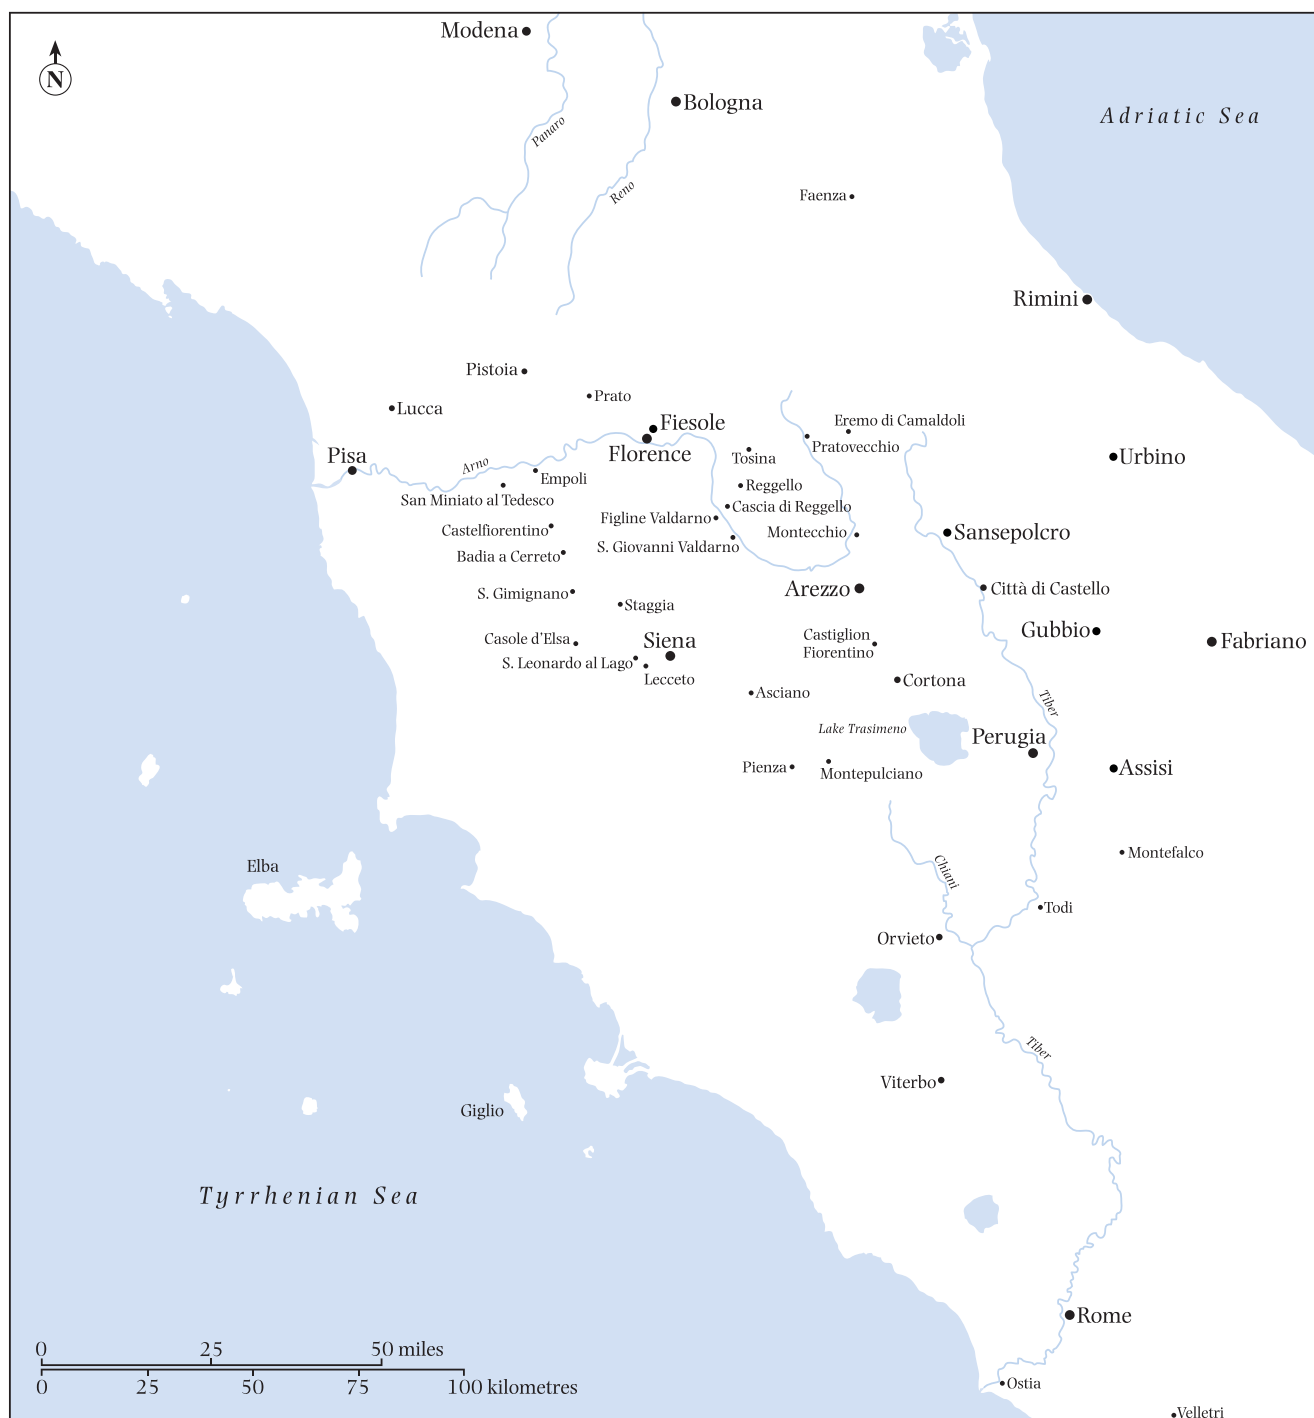 Modena
N
Bologna
Adriatic Sea
Panaro
Reno
Faenza
Rimini
Pistoia
Prato
Lucca
Fiesole
Eremo di Camaldoli
Florence
Pratovecchio
Pisa
Arno
Tosina
Urbino
Empoli
Reggello
San Miniato al Tedesco
Cascia di Reggello
Figline Valdarno
Castelfiorentino
Montecchio
Sansepolcro
S. Giovanni Valdarno
Badia a Cerreto
Arezzo
Città di Castello
S. Gimignano
Staggia
Gubbio
Casole d'Elsa
Siena
Castiglion
Fiorentino
Fabriano
S. Leonardo al Lago
Lecceto
Cortona
Asciano
Tiber
Lake Trasimeno
Perugia
Pienza
Montepulciano
Assisi
Montefalco
Elba
Chiani
Todi
Orvieto
Tiber
Viterbo
Giglio
Tyrrhenian Sea
Rome
0 25 50 miles
0 25 50 75 100 kilometres
Ostia
Velletri